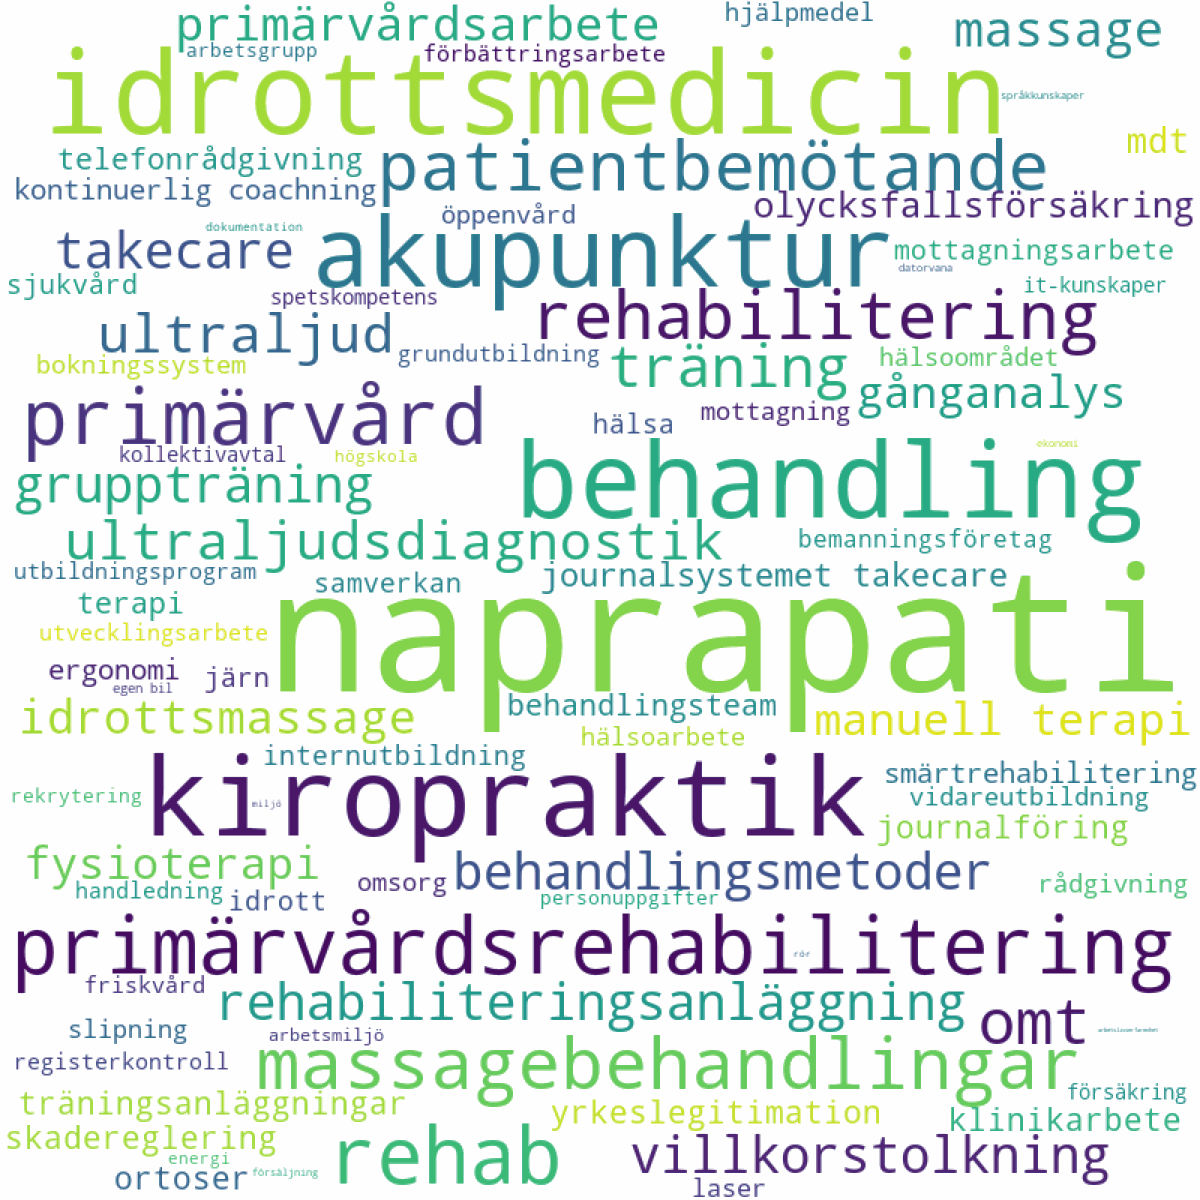 primärvårdsarbete
hjälpmedel
massage
arbetsgrupp
förbättringsarbete
idrottsmedicin
språkkunskaper
mdt
telefonrådgivning
patientbemötande
kontinuerlig coachning
olycksfallsförsäkring
öppenvård
dokumentation
takecare
akupunktur
mottagningsarbete
datorvana
sjukvård
spetskompetens
it-kunskaper
rehabilitering
ultraljud
grundutbildning
träning
hälsoområdet
bokningssystem
gånganalys
primärvård
mottagning
hälsa
kollektivavtal
högskola
ekonomi
behandling
gruppträning
ultraljudsdiagnostik
bemanningsföretag
utbildningsprogram
samverkan
journalsystemet takecare
terapi
naprapati
utvecklingsarbete
ergonomi
järn
egen bil
behandlingsteam
idrottsmassage
manuell terapi
hälsoarbete
internutbildning
kiropraktik
smärtrehabilitering
rekrytering
miljö
vidareutbildning
journalföring
fysioterapi
behandlingsmetoder
handledning
idrott
omsorg
personuppgifter
rådgivning
primärvårdsrehabilitering
rör
friskvård
rehabiliteringsanläggning
omt
slipning
arbetsmiljö
arbetslivserfarenhet
registerkontroll
massagebehandlingar
försäkring
träningsanläggningar
yrkeslegitimation
klinikarbete
skadereglering
rehab
villkorstolkning
energi
ortoser
försäljning
laser